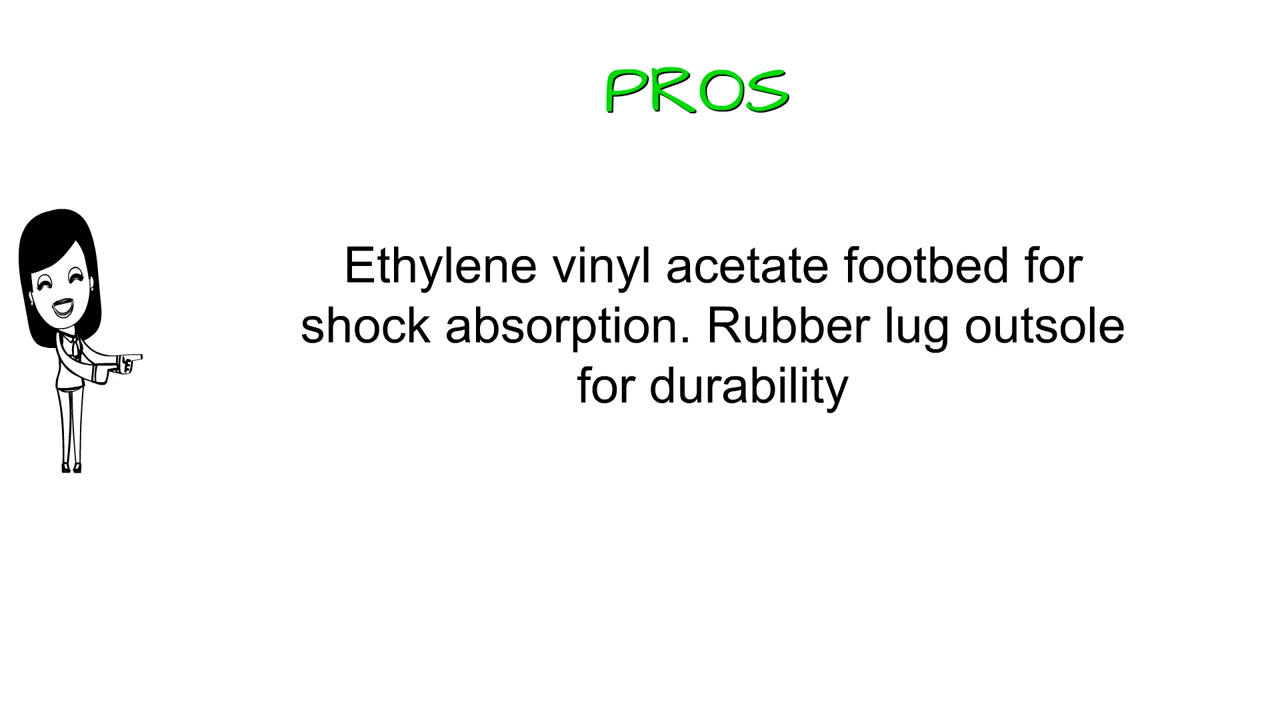 PROS
Ethylene vinyl acetate footbed for
shock absorption. Rubber lug outsole
for durability